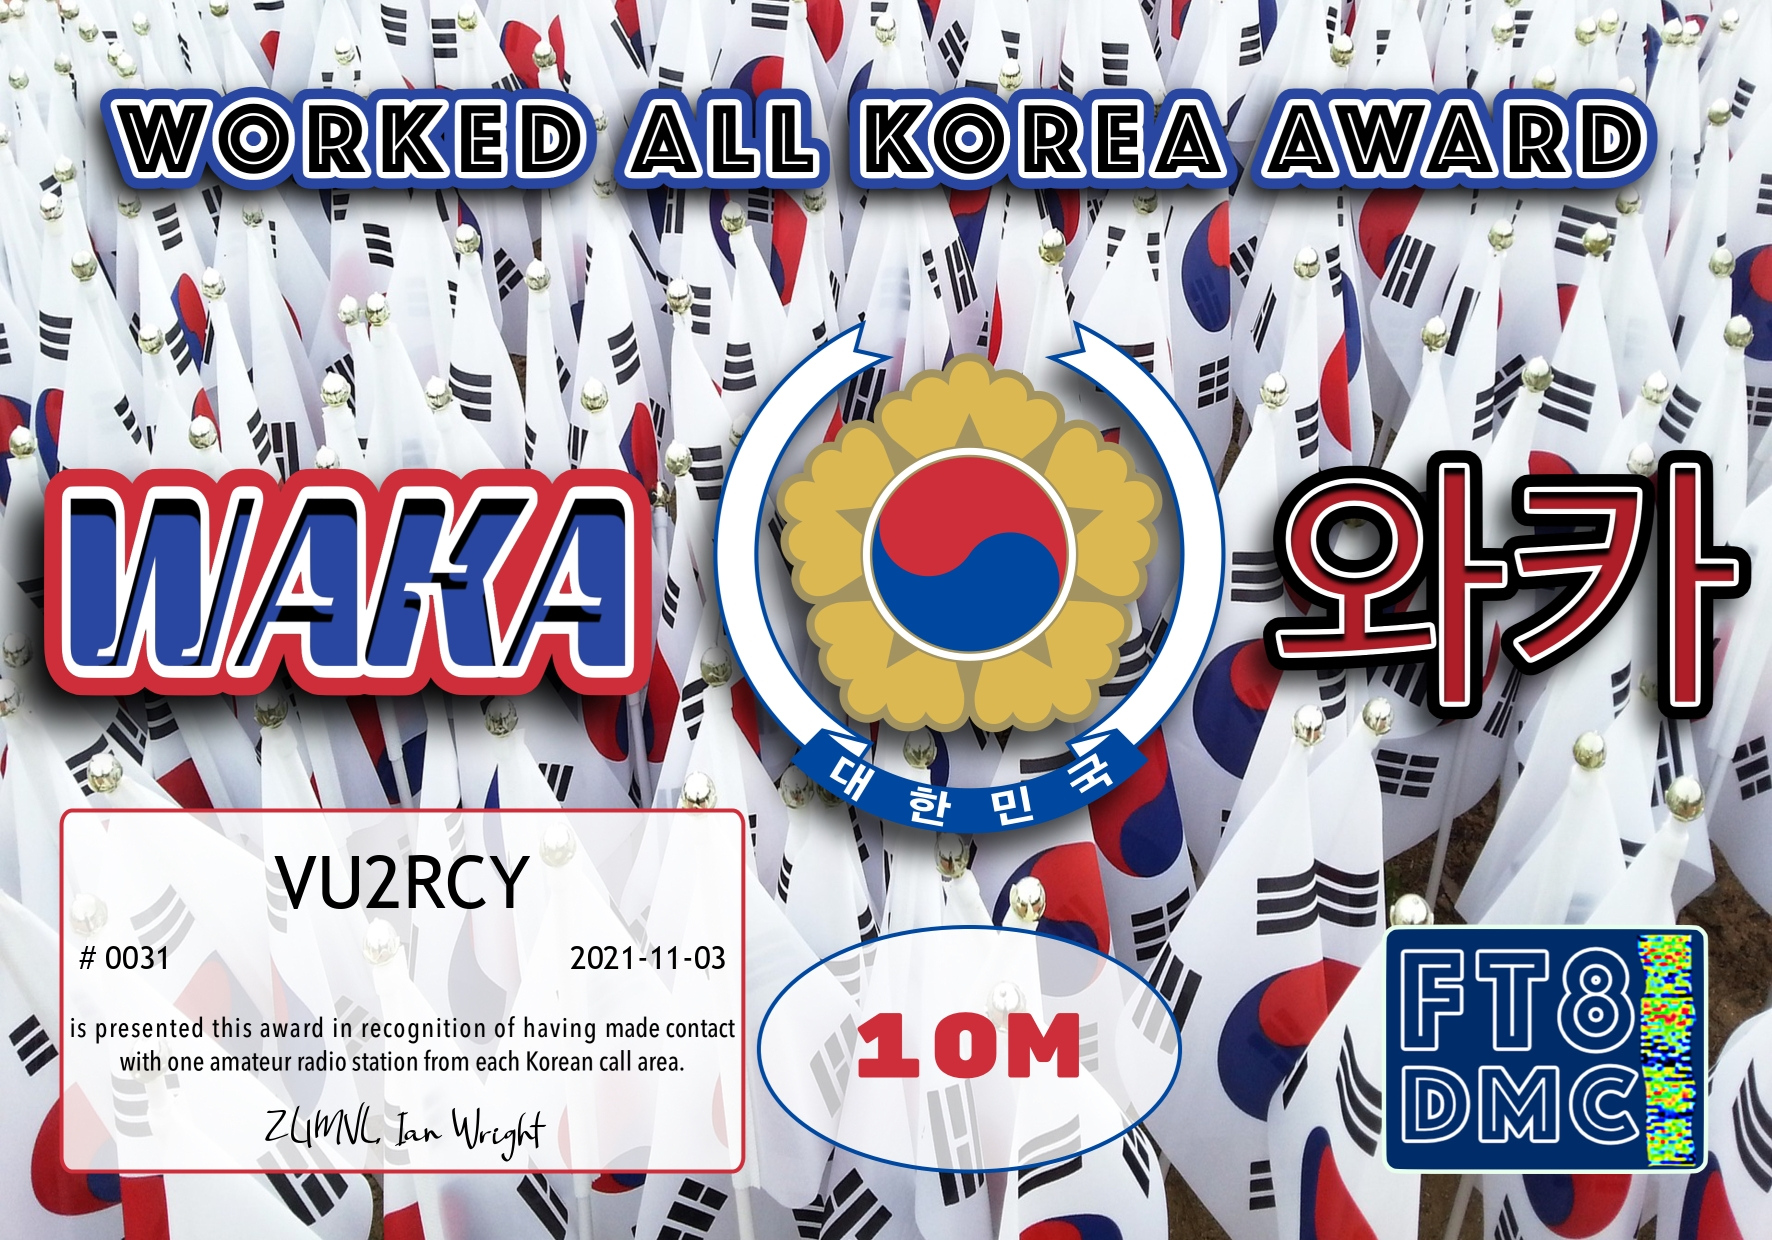 WORKED ALL KOREA AWARD
WAKA
와카
대한민국
VU2RCY
# 0031 2021-11-03
is presented this award in recognition of having made contact
with one amateur radio station from each Korean call area.
ZL4MVL, Ian Wright
10M
FT8
DMC